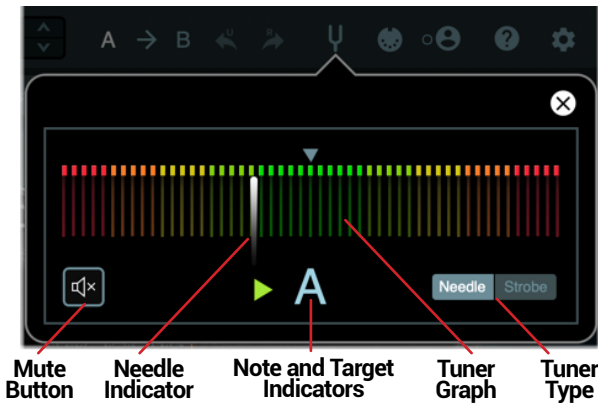 A → B U R ?
A
Needle Strobe
Mute Needle Note and Target Tuner Tuner
Button Indicator Indicators Graph Type